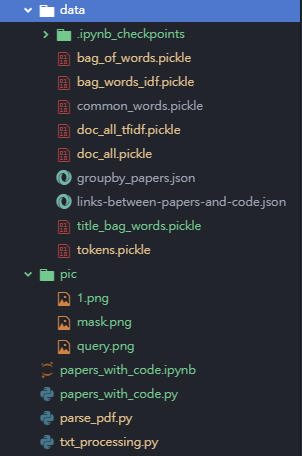 data
.ipynb_checkpoints
bag_of_words.pickle
bag_words_idf.pickle
common_words.pickle
doc_all_tfidf.pickle
doc_all.pickle
groupby_papers.json
links-between-papers-and-code.json
title_bag_words.pickle
tokens.pickle
pic
1.png
mask.png
query.png
papers_with_code.ipynb
papers_with_code.py
parse_pdf.py
txt_processing.py